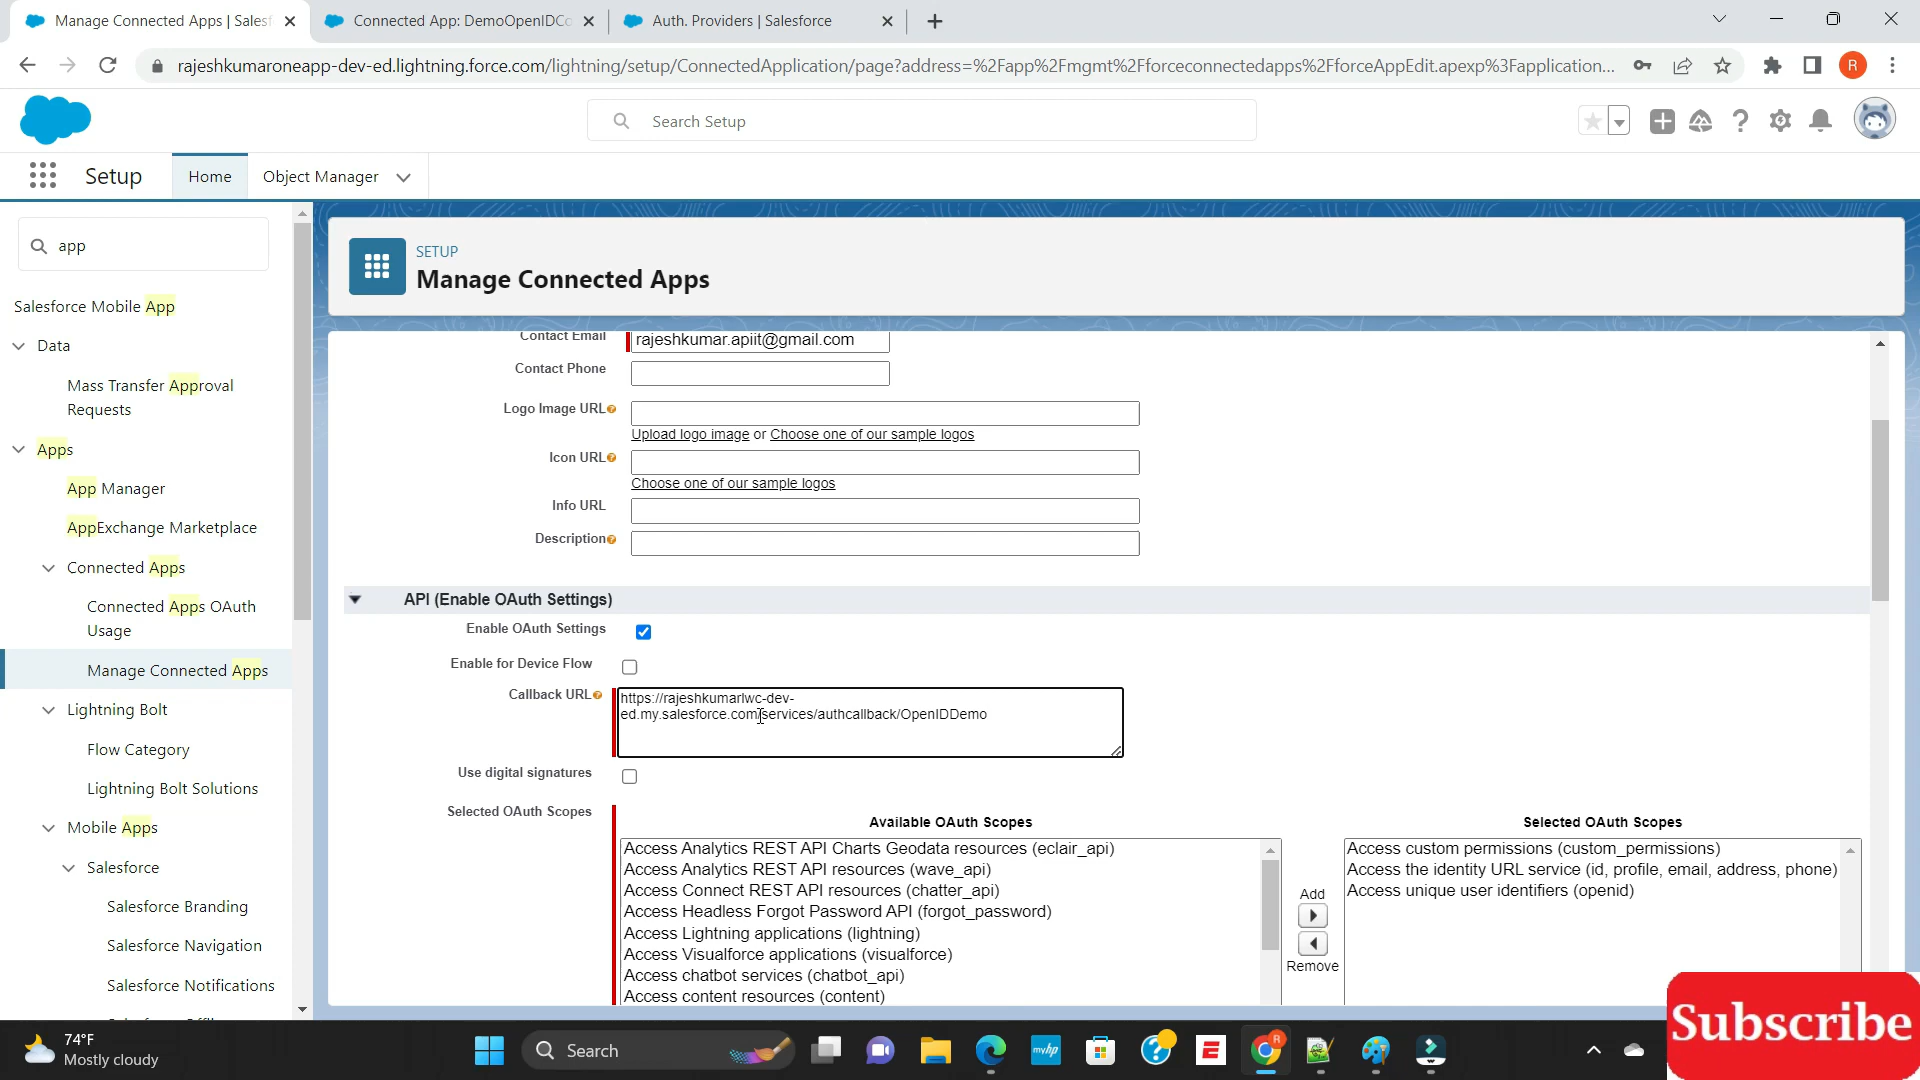 Manage Connected Apps | Salesf
Connected App: DemoOpenIDCo
Auth. Providers | Salesforce
rajeshkumaroneapp-dev-ed.lightning.force.com/lightning/setup/ConnectedApplication/page?address=%2Fapp%2Fmgmt%2Fforceconnectedapps%2FforceAppEdit.apexp%3Fapplication...
R
Search Setup
Setup
Home
Object Manager
app
Salesforce Mobile App
Data
Mass Transfer Approval
Requests
Apps
App Manager
AppExchange Marketplace
Connected Apps
Connected Apps OAuth
Usage
Manage Connected Apps
Lightning Bolt
Flow Category
Lightning Bolt Solutions
Mobile Apps
Salesforce
Salesforce Branding
Salesforce Navigation
Salesforce Notifications
SETUP
Manage Connected Apps
Contact Email
rajeshkumar.apiit@gmail.com
Contact Phone
Logo Image URL
Upload logo image or Choose one of our sample logos
Icon URL
Choose one of our sample logos
Info URL
Description
API (Enable OAuth Settings)
Enable OAuth Settings
Enable for Device Flow
Callback URL
https://rajeshkumarlwc-dev-
ed.my.salesforce.com/services/authcallback/OpenIDDemo
Use digital signatures
Selected OAuth Scopes
Available OAuth Scopes
Access Analytics REST API Charts Geodata resources (eclair_api)
Access Analytics REST API resources (wave_api)
Access Connect REST API resources (chatter_api)
Access Headless Forgot Password API (forgot_password)
Access Lightning applications (lightning)
Access Visualforce applications (visualforce)
Access chatbot services (chatbot_api)
Access content resources (content)
Add
Remove
Selected OAuth Scopes
Access custom permissions (custom_permissions)
Access the identity URL service (id, profile, email, address, phone)
Access unique user identifiers (openid)
Subscribe
74°F
Mostly cloudy
Search
myhp